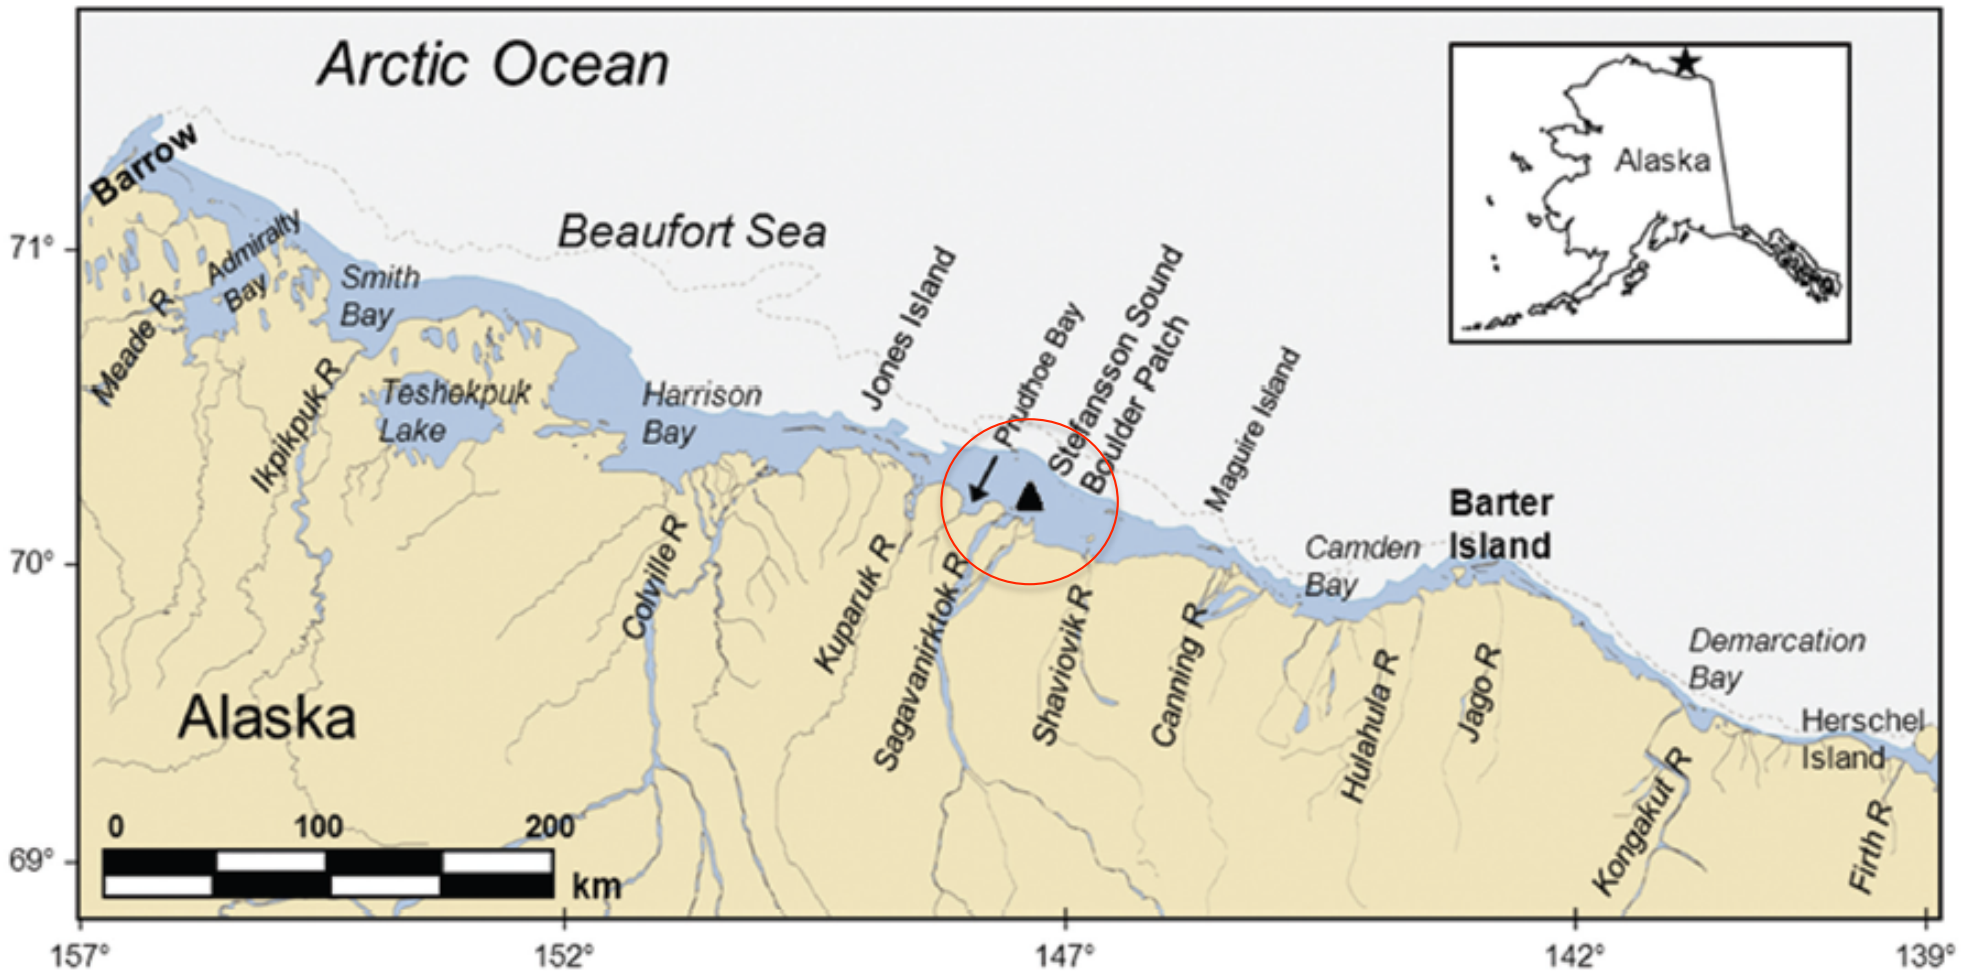 Arctic Ocean
Barrow
Beaufort Sea
Alaska
71°
Admiralty
Bay
Smith
Bay
Meade R
Ikpikpuk R
Teshekpuk
Lake
Harrison
Bay
Jones Island
Prudhoe Bay
Stefansson Sound
Boulder Patch
Maguire Island
Barter
Island
Camden
Bay
70°
Colville R
Kuparuk R
Sagavanirktok R
Shaviovik R
Canning R
Hulahula R
Jago R
Demarcation
Bay
Herschel
Island
Kongakut R
Firth R
Alaska
0 100 200
km
69°
157° 152° 147° 142° 139°